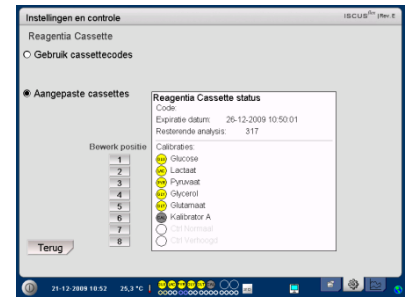 Instellingen en controle
ISCUS
Reagentia Cassette
Gebruik cassettecodes
Aangepaste cassettes
Reagentia Cassette status
Code:
Expiratie datum: 26-12-2009 10:50:01
Resterende analysis: 317
Bewerk positie
Calibraties:
1 Glucose
2 Lactaat
3 Pyruvaat
4 Glycerol
5 Glutamaat
6 Kalibrator A
7 Ctrl Normaal
8 Ctrl Verhoogd
Terug
21-12-2009 10:52 25,3 °C